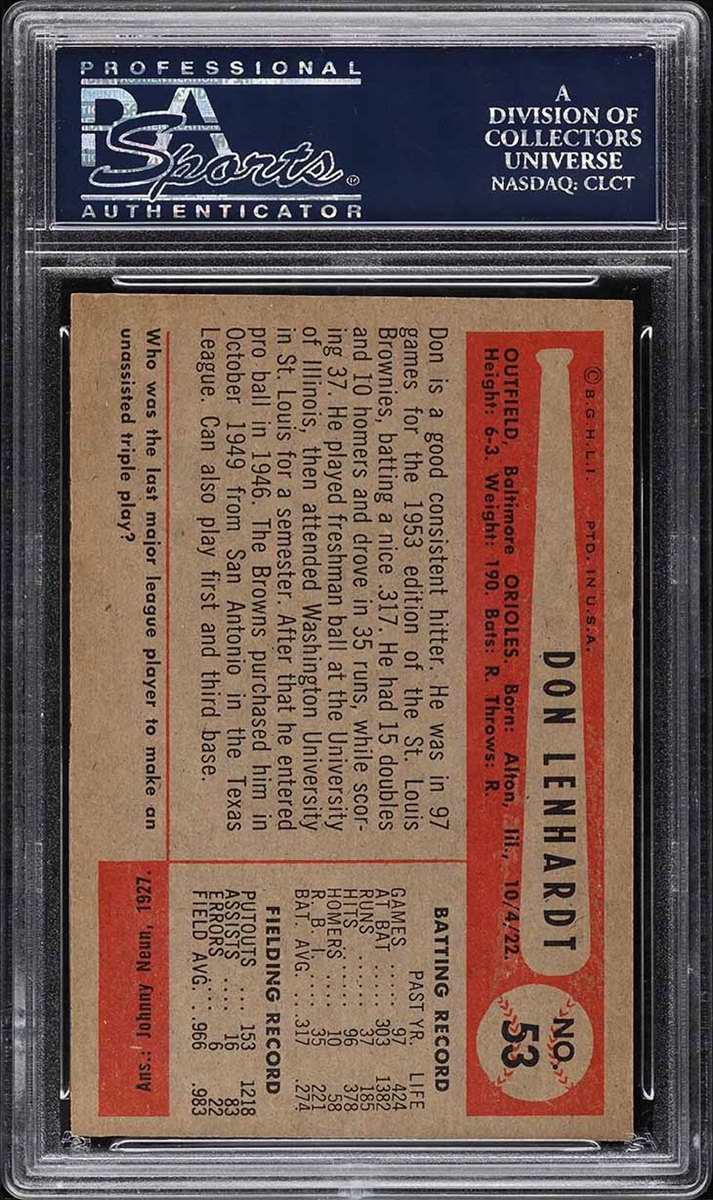 PROFESSIONAL
PSA
Sports®
AUTHENTICATOR
A
DIVISION OF
COLLECTORS
UNIVERSE
NASDAQ: CLCT
© B.G.H.L.I. PTD. IN U.S.A.
DON LENHARDT
NO.
53
OUTFIELD, Baltimore ORIOLES. Born: Alton, Ill., 10/4/22.
Height: 6-3. Weight: 190. Bats: R. Throws: R.
Don is a good consistent hitter. He was in 97
games for the 1953 edition of the St. Louis
Brownies, batting a nice .317. He had 15 doubles
and 10 homers and drove in 35 runs, while scor-
ing 37. He played freshman ball at the University
of Illinois, then attended Washington University
in St. Louis for a semester. After that he entered
pro ball in 1946. The Browns purchased him in
October 1949 from San Antonio in the Texas
League. Can also play first and third base.
BATTING RECORD
PAST YR. LIFE
GAMES ...... 97 424
AT BAT ...... 303 1382
RUNS ...... 37 185
HITS ...... 96 378
HOMERS .... 10 58
R. B. I. .... 35 221
BAT. AVG. .. .317 .274
FIELDING RECORD
PUTOUTS .... 153 1218
ASSISTS .... 16 83
ERRORS .... 6 22
FIELD AVG. . .966 .983
Who was the last major league player to make an
unassisted triple play?
Ans.: Johnny Neun, 1927.